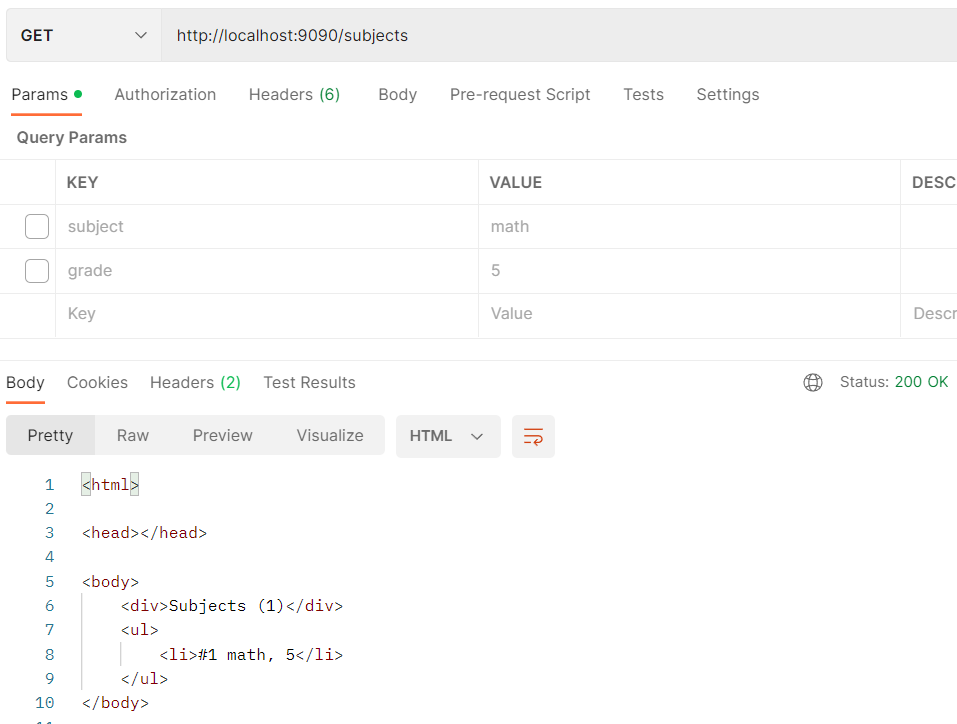 GET http://localhost:9090/subjects
Params Authorization Headers (6) Body Pre-request Script Tests Settings
Query Params
KEY VALUE DESC
subject math
grade 5
Key Value Descr
Body Cookies Headers (2) Test Results Status: 200 OK
Pretty Raw Preview Visualize HTML
1 <html>
2
3 <head></head>
4
5 <body>
6 <div>Subjects (1)</div>
7 <ul>
8 <li>#1 math, 5</li>
9 </ul>
10 </body>